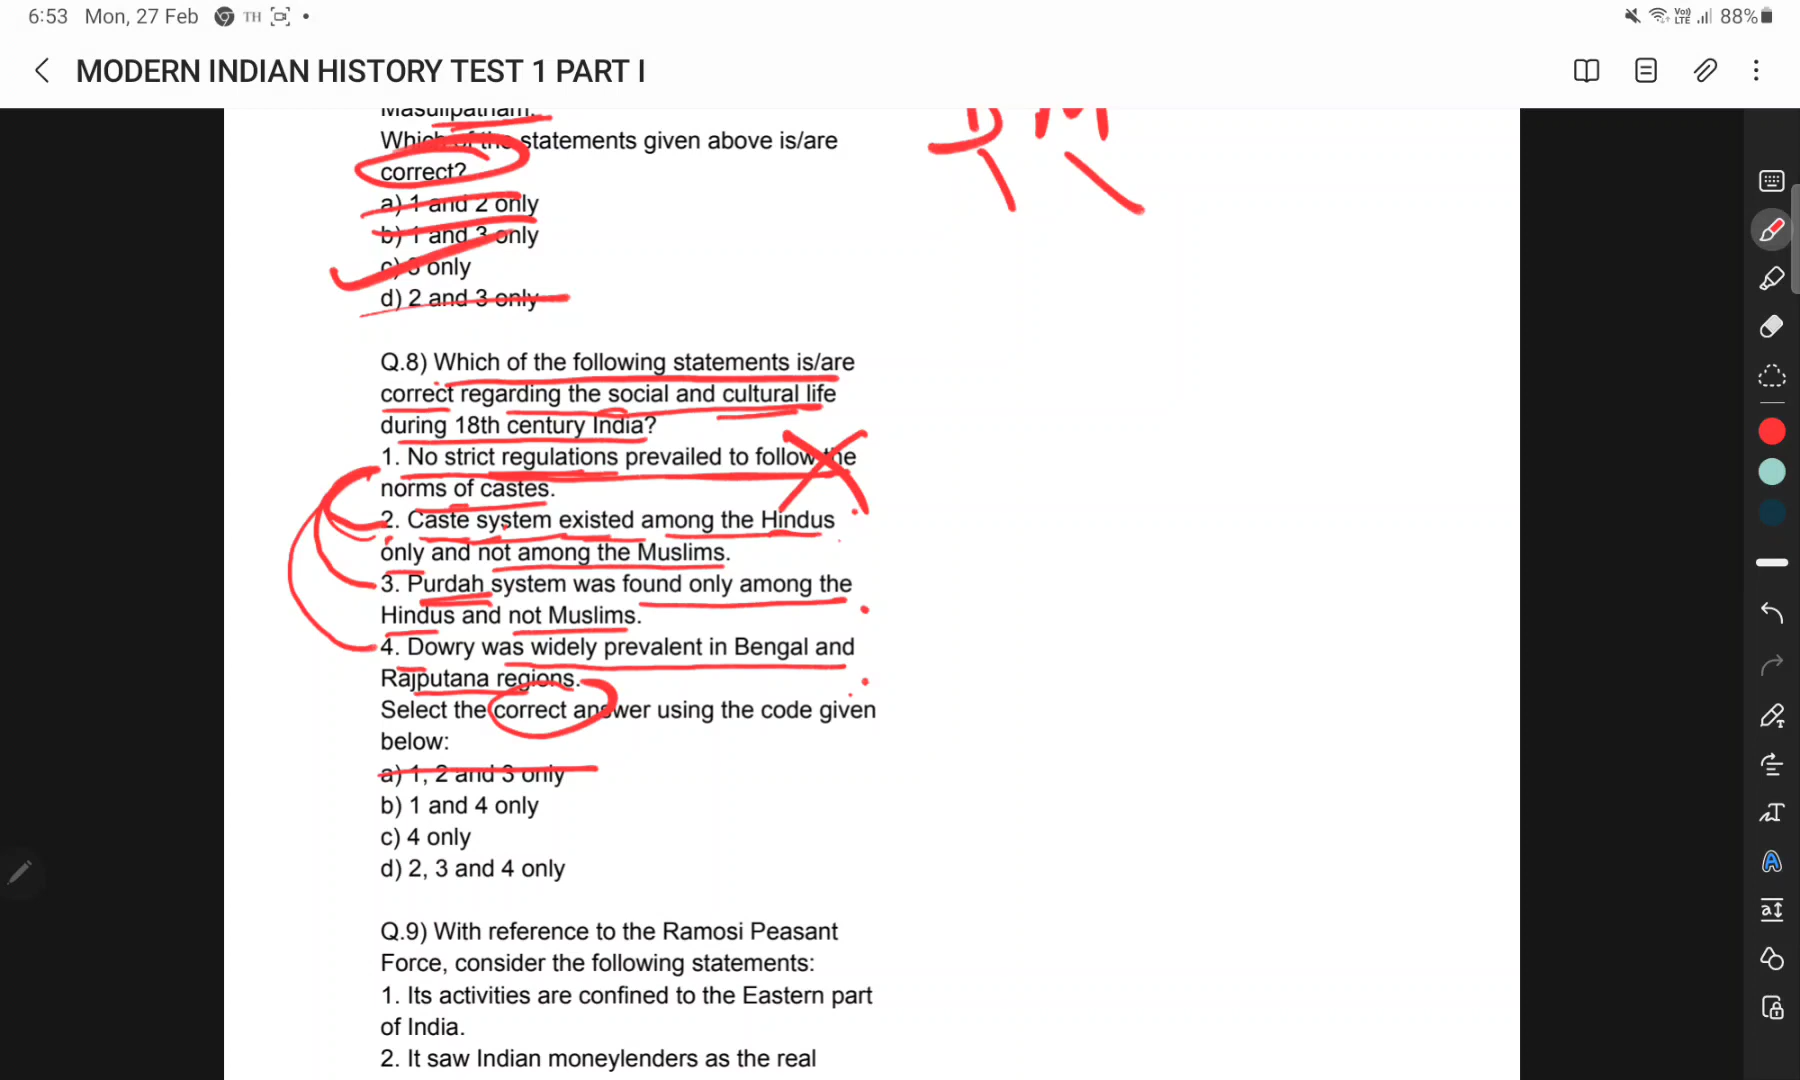 6:53 Mon, 27 Feb TH 88%
MODERN INDIAN HISTORY TEST 1 PART I
Masulipatnam.
Which of the statements given above is/are
correct?
a) 1 and 2 only
b) 1 and 3 only
c) 3 only
d) 2 and 3 only
Q.8) Which of the following statements is/are
correct regarding the social and cultural life
during 18th century India?
1. No strict regulations prevailed to follow the
norms of castes.
2. Caste system existed among the Hindus
only and not among the Muslims.
3. Purdah system was found only among the
Hindus and not Muslims.
4. Dowry was widely prevalent in Bengal and
Rajputana regions.
Select the correct answer using the code given
below:
a) 1, 2 and 3 only
b) 1 and 4 only
c) 4 only
d) 2, 3 and 4 only
Q.9) With reference to the Ramosi Peasant
Force, consider the following statements:
1. Its activities are confined to the Eastern part
of India.
2. It saw Indian moneylenders as the real